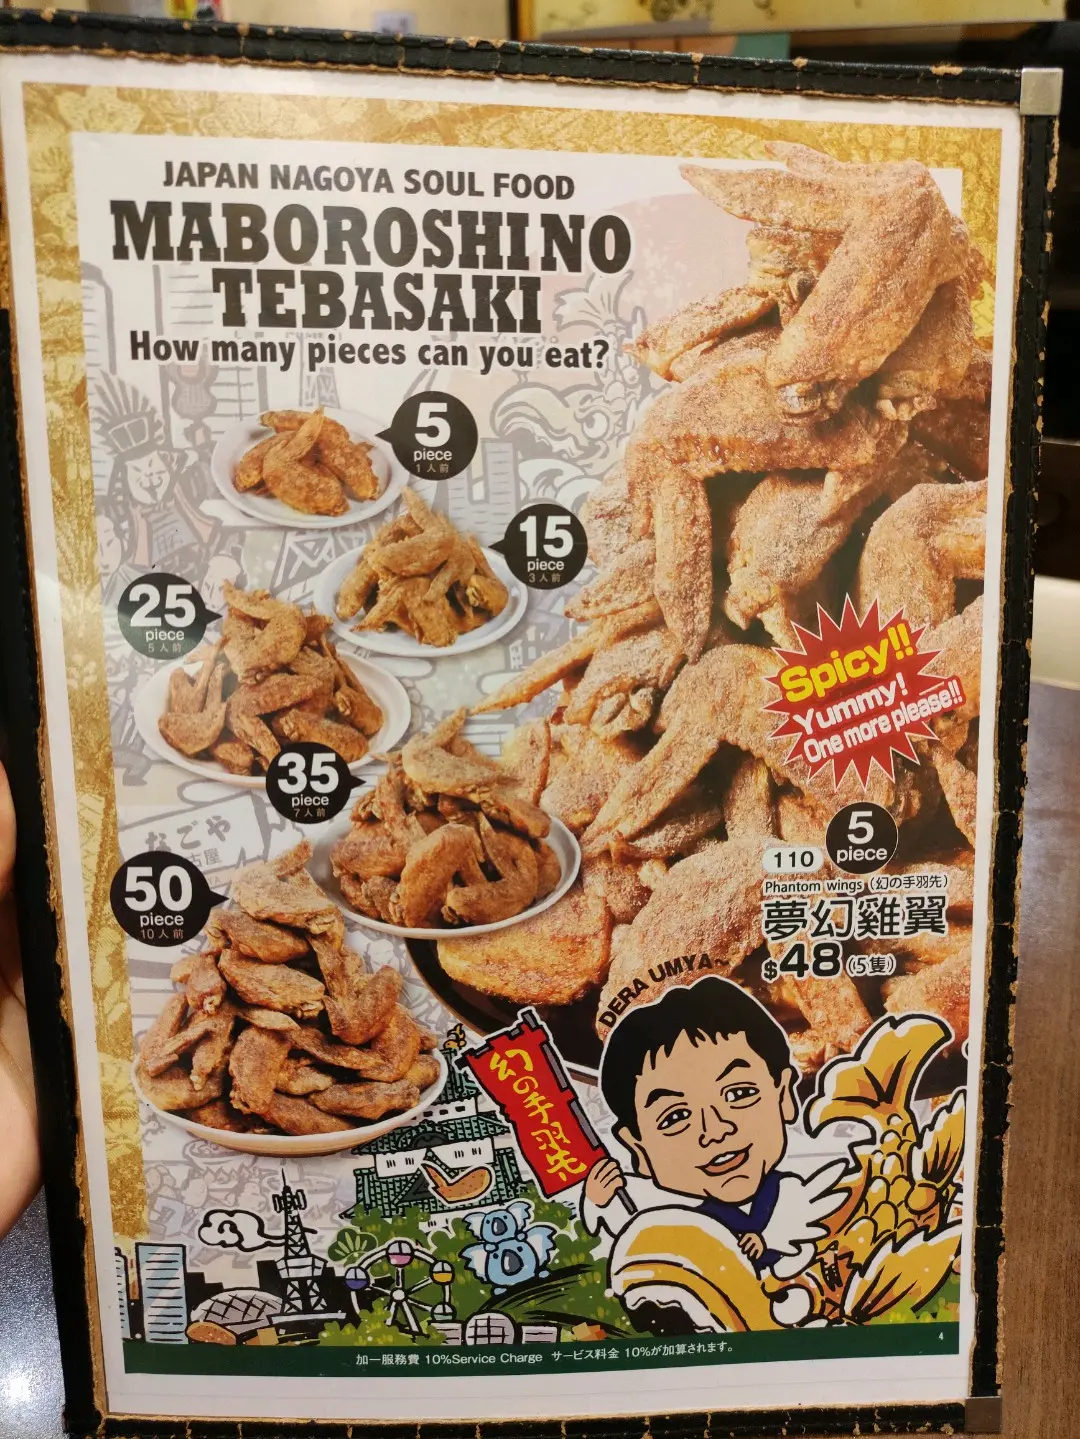 JAPAN NAGOYA SOUL FOOD
MABOROSHI NO
TEBASAKI
How many pieces can you eat?
5
piece
1人前
15
piece
3人前
25
piece
5人前
35
piece
7人前
50
piece
10人前
なごや
古屋
Spicy!!
Yummy!
One more please!!
5
piece
110
Phantom wings (幻の手羽先)
夢幻雞翼
$48 (5隻)
DERA UMYA~
幻の手羽先
4
加一服務費 10%Service Charge サービス料金 10%が加算されます。